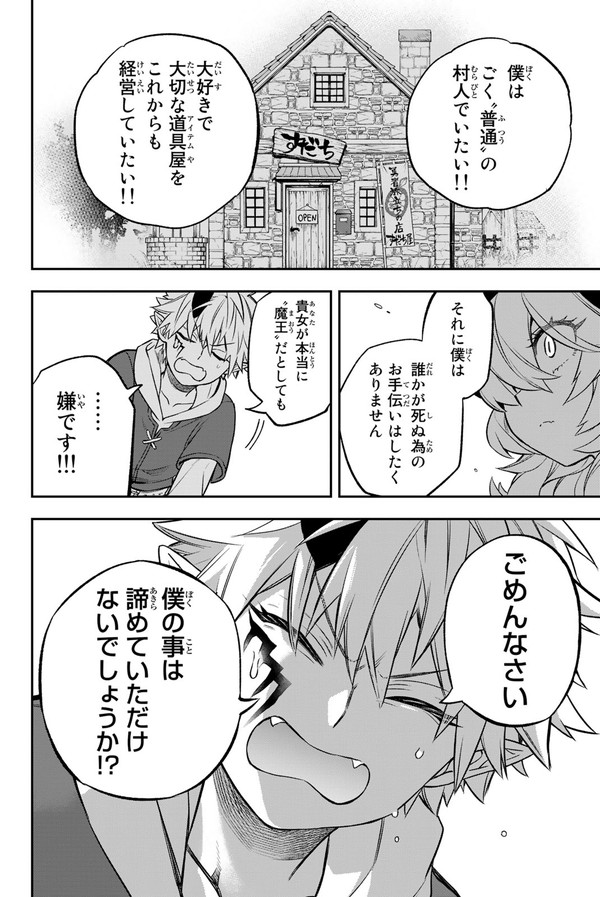 僕は
ごく〝普通〟の
村人でいたい!!
大好きで
大切な道具屋を
これからも
経営していたい!!
すだち
OPEN
それに僕は
誰かが死ぬ為の
お手伝いはしたく
ありません
貴女が本当に
〝魔王〟だとしても
……
嫌です!!!
ごめんなさい
僕の事は
諦めていただけ
ないでしょうか!?